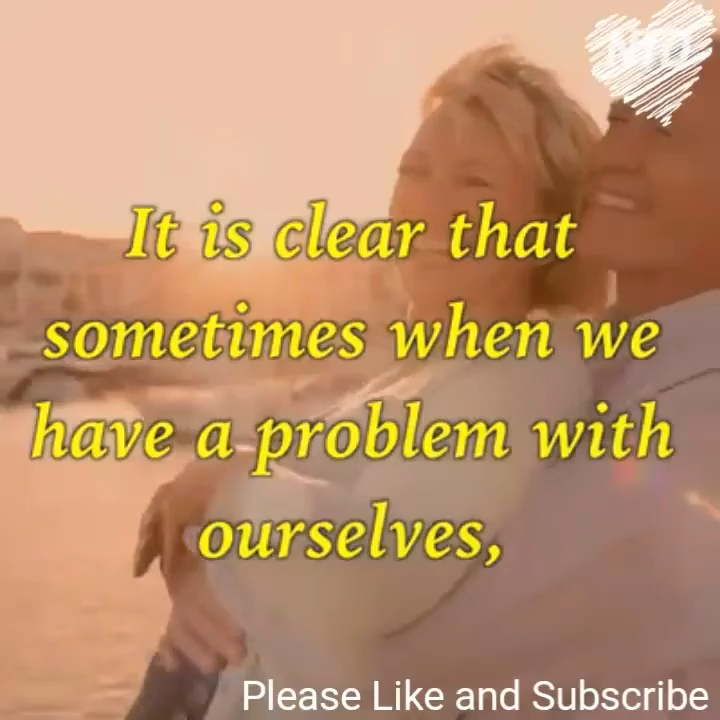 It is clear that
sometimes when we
have a problem with
ourselves,
Please Like and Subscribe